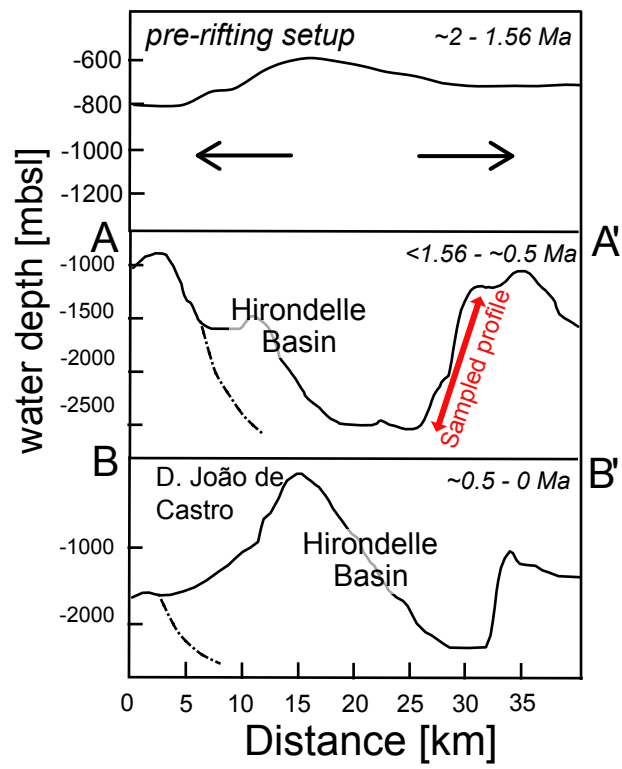 pre-rifting setup
~2 - 1.56 Ma
-600
-800
-1000
-1200
A
A'
<1.56 - ~0.5 Ma
-1000
-1500
-2000
-2500
Hirondelle
Basin
Sampled profile
water depth [mbsl]
B
B'
~0.5 - 0 Ma
D. João de
Castro
Hirondelle
Basin
-1000
-2000
0 5 10 15 20 25 30 35
Distance [km]